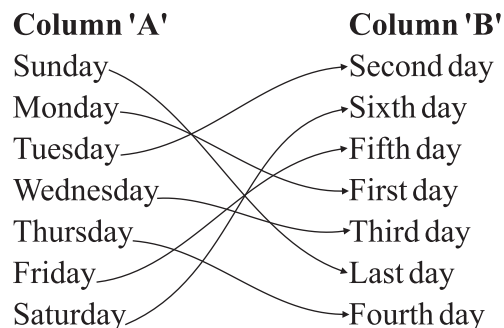 Column 'A' Column 'B'
Sunday Second day
Monday Sixth day
Tuesday Fifth day
Wednesday First day
Thursday Third day
Friday Last day
Saturday Fourth day